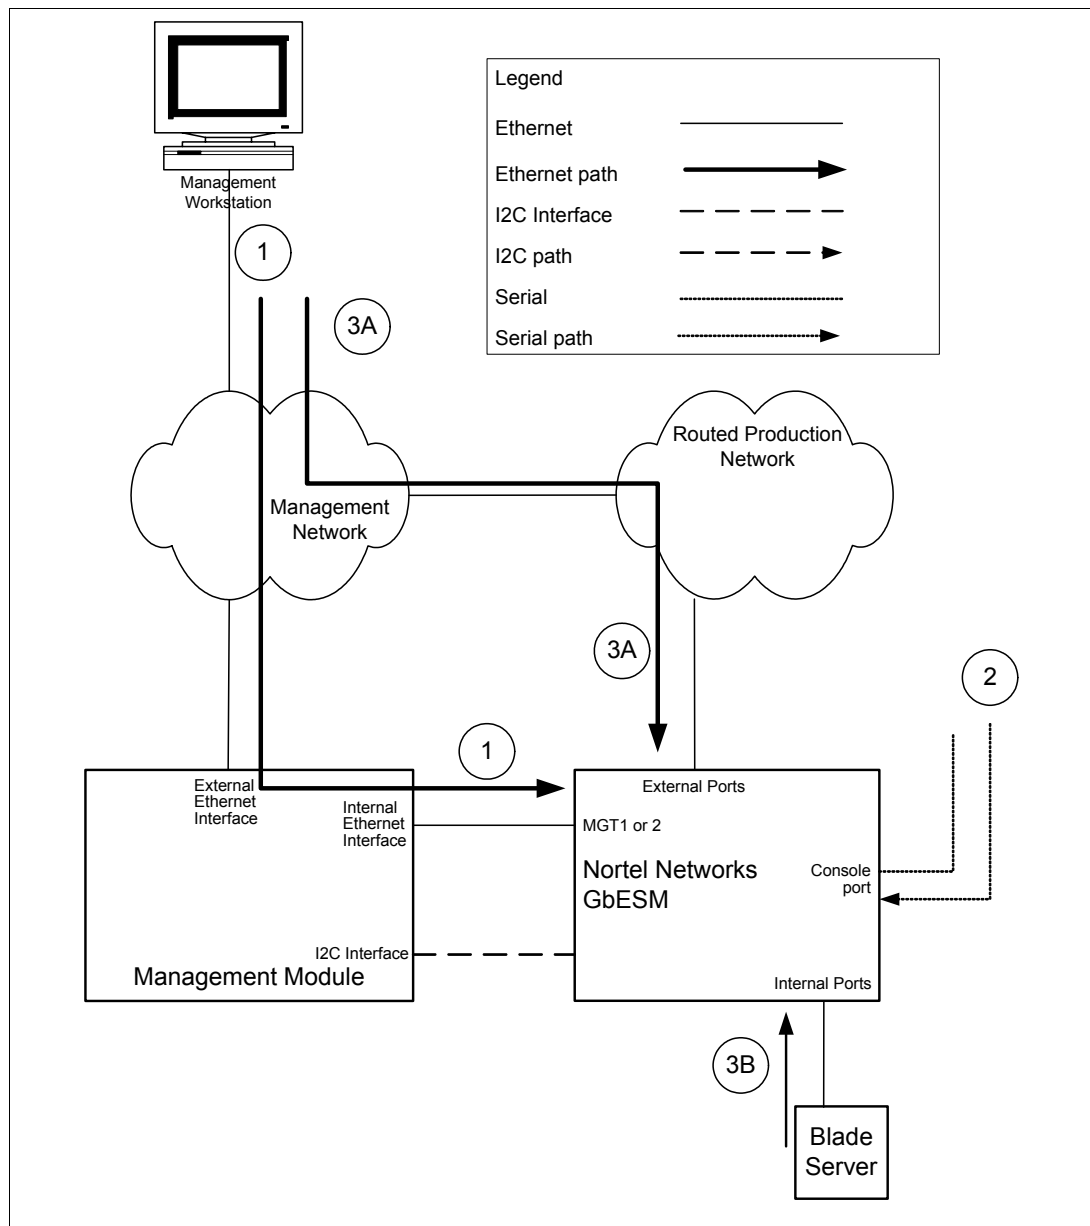 Legend
Ethernet
Ethernet path
I2C Interface
I2C path
Serial
Serial path
Management
Workstation
1
3A
Routed Production
Network
Management
Network
3A
2
1
External
Ethernet
Interface
Internal
Ethernet
Interface
External Ports
MGT1 or 2
Nortel Networks
GbESM
Console
port
I2C Interface
Management Module
Internal Ports
3B
Blade
Server